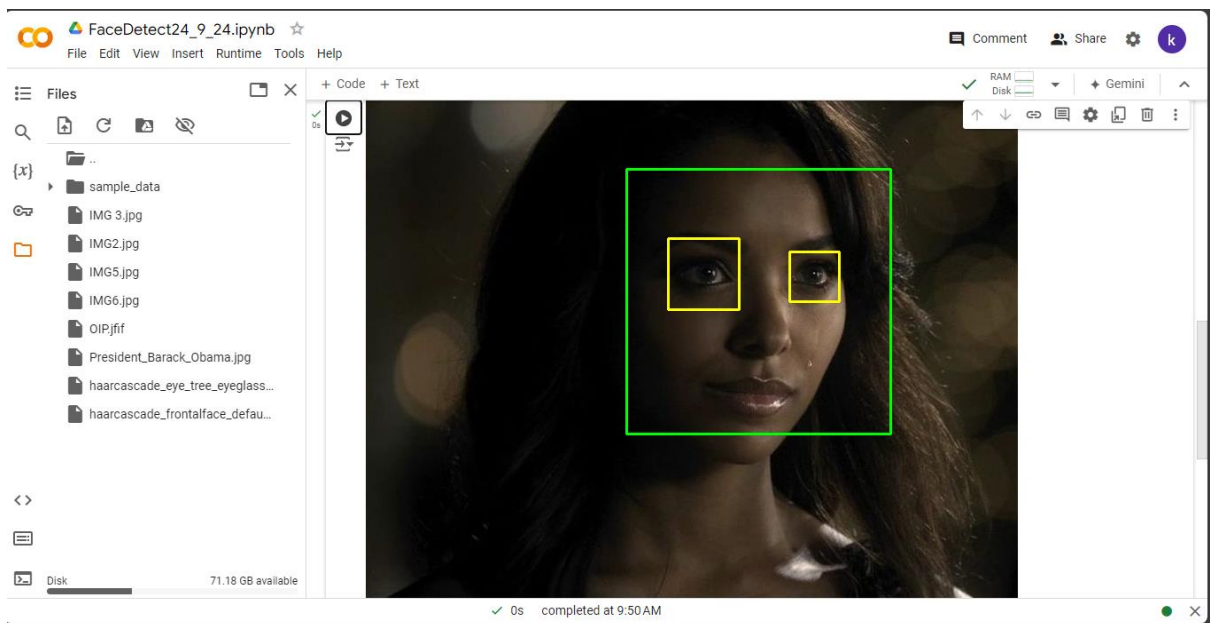 FaceDetect24_9_24.ipynb
File Edit View Insert Runtime Tools Help
Comment Share k
Files
+ Code + Text
RAM
Disk
Gemini
{x}
0s
..
sample_data
IMG 3.jpg
IMG2.jpg
IMG5.jpg
IMG6.jpg
OIP.jfif
President_Barack_Obama.jpg
haarcascade_eye_tree_eyeglass...
haarcascade_frontalface_defau...
Disk 71.18 GB available
0s completed at 9:50 AM